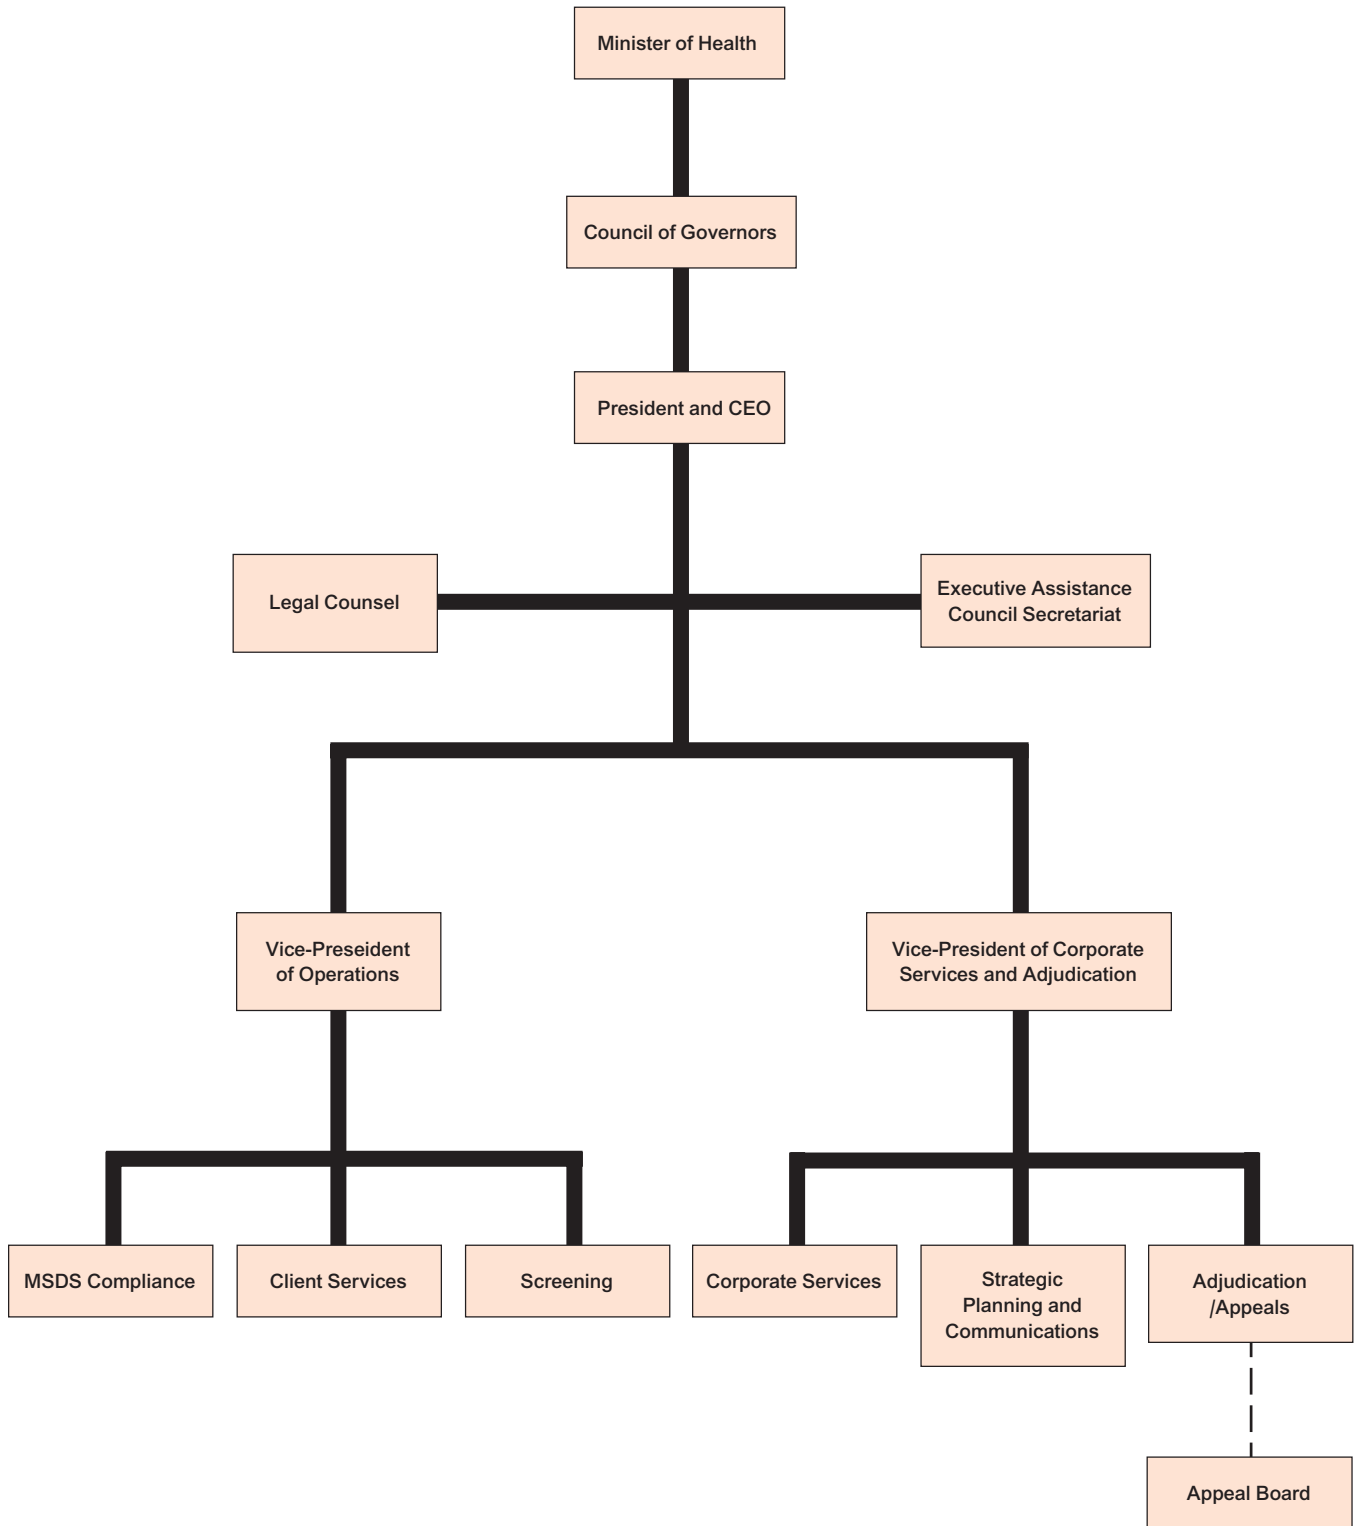 Minister of Health
Council of Governors
President and CEO
Legal Counsel
Executive Assistance
Council Secretariat
Vice-Preseident
of Operations
Vice-President of Corporate
Services and Adjudication
MSDS Compliance
Client Services
Screening
Corporate Services
Strategic
Planning and
Communications
Adjudication
/Appeals
Appeal Board